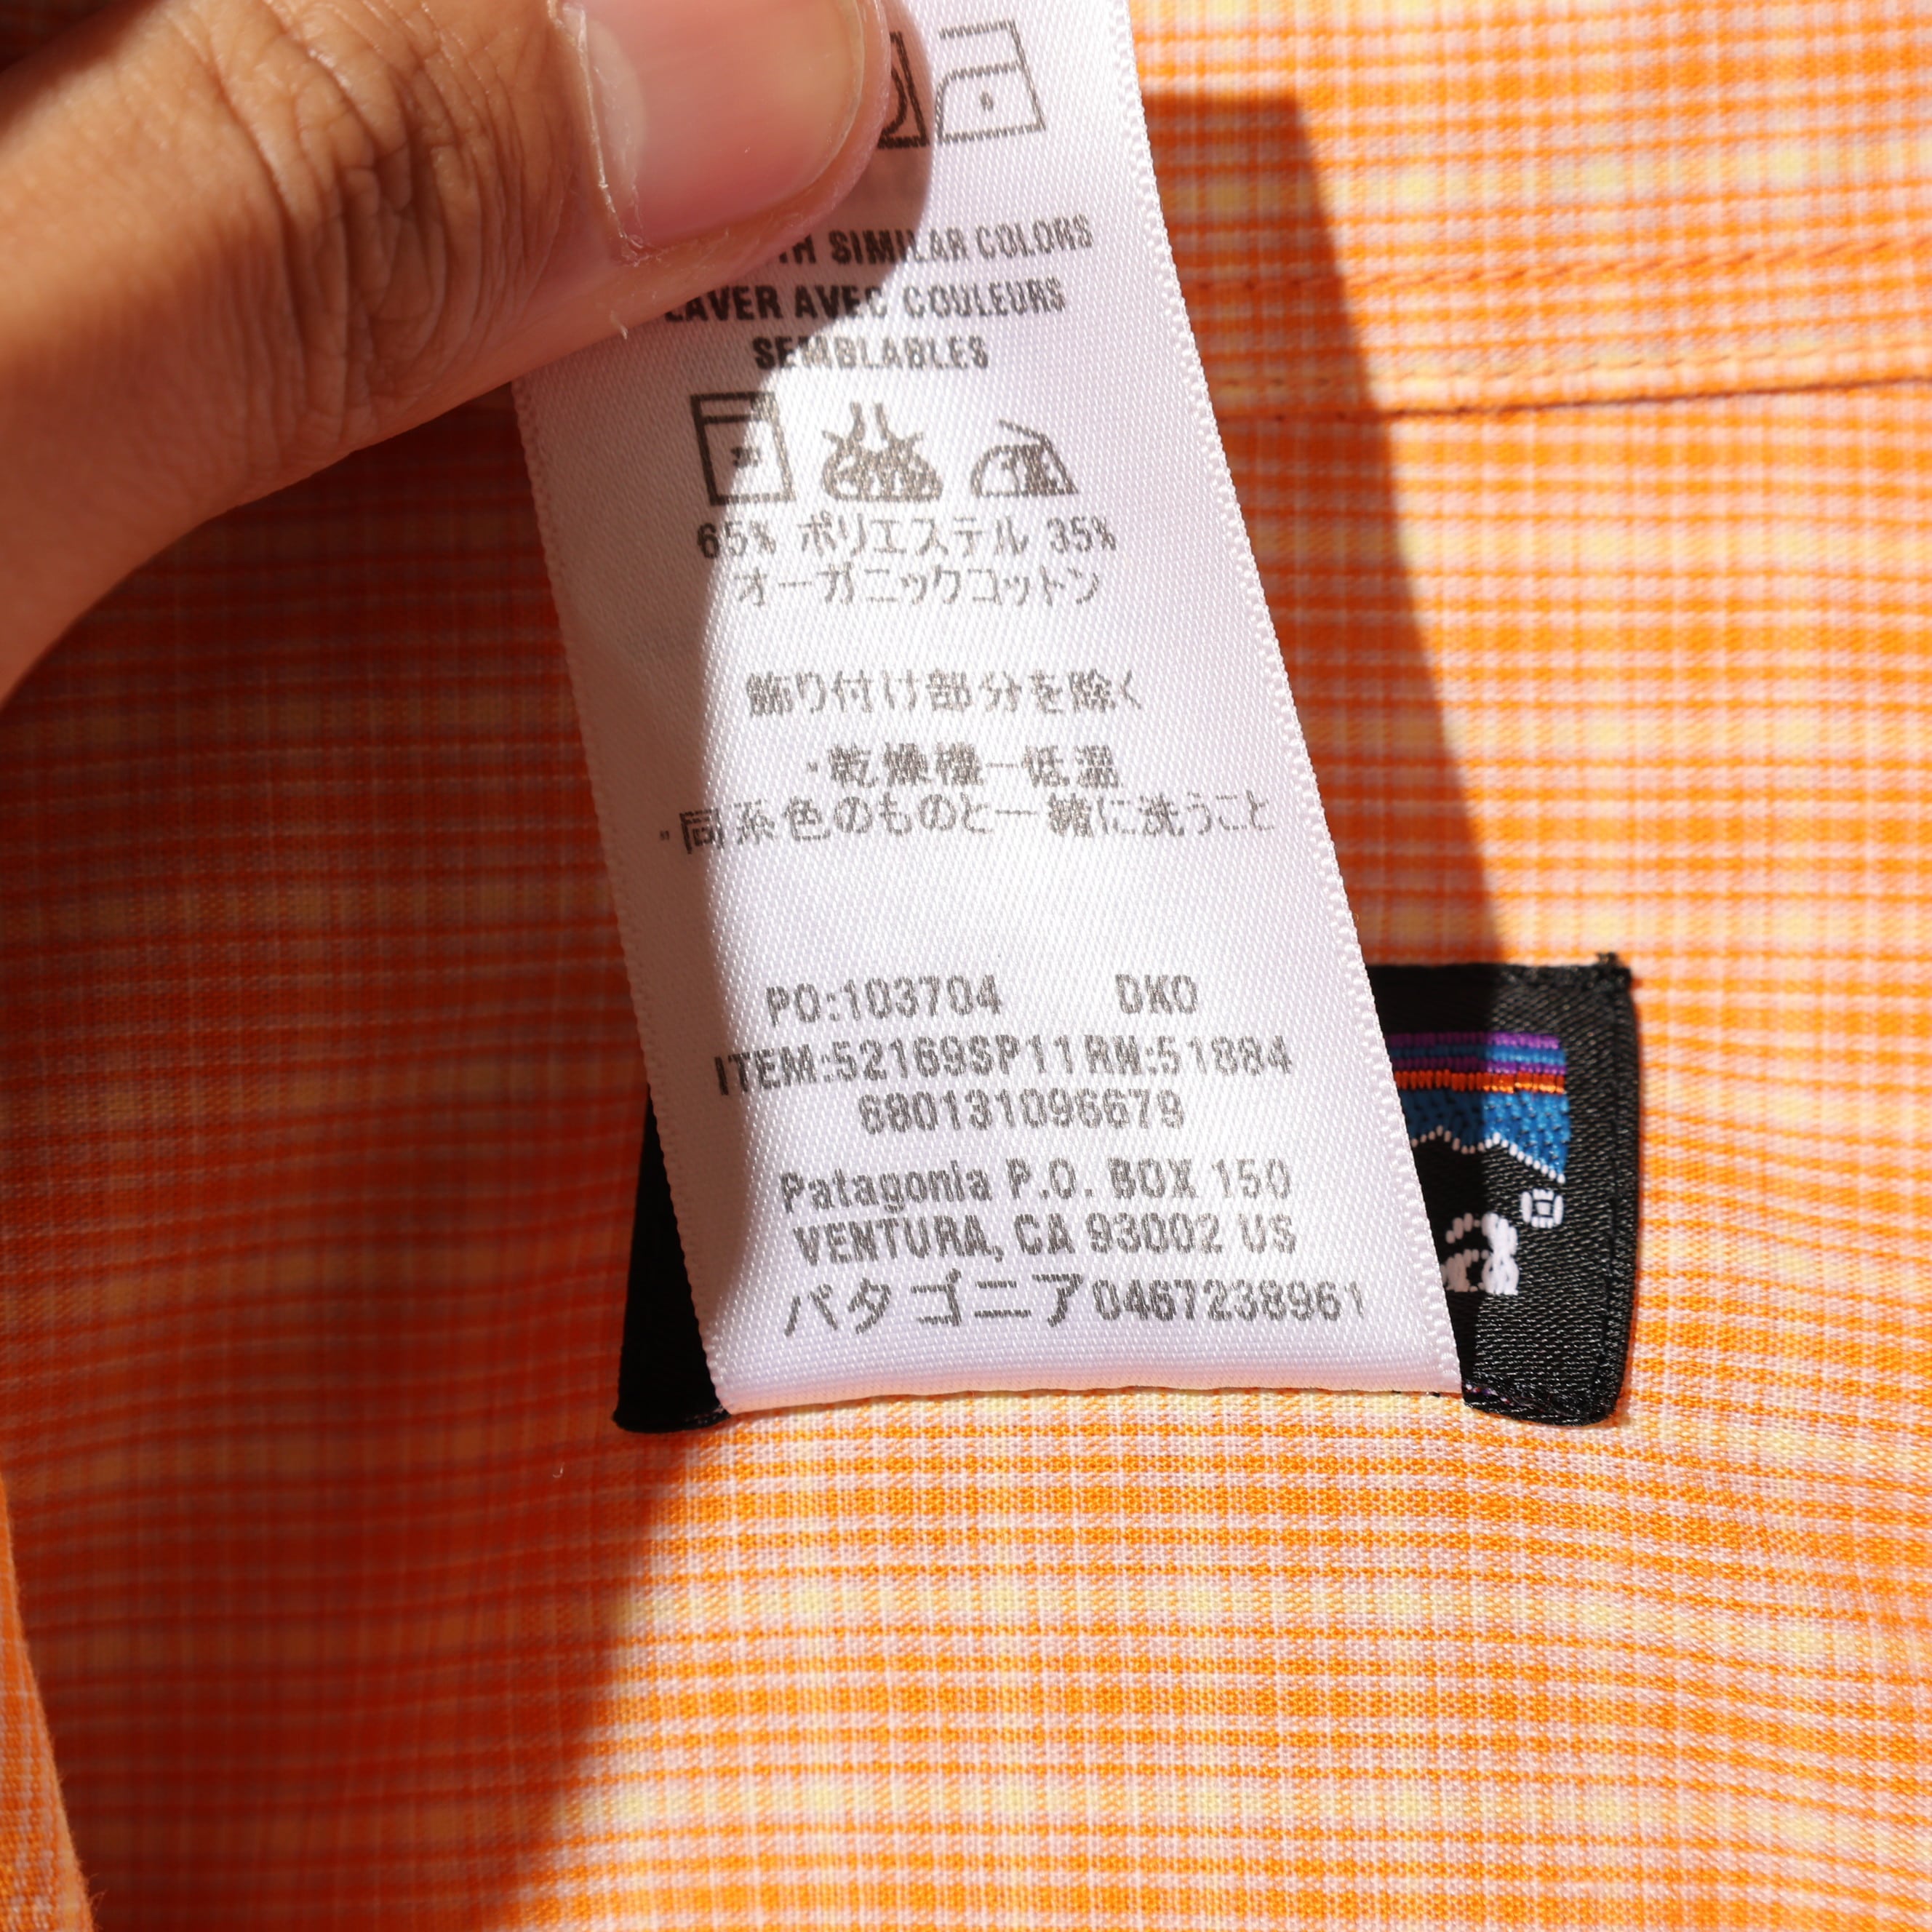 SIMILAR COLORS
LAVER AVEC COULEURS
SEMBLABLES
65% ポリエステル 35%
オーガニックコットン
飾り付け部分を除く
・乾燥機ー低温
・同系色のものと一緒に洗うこと
PO:103704 DKO
ITEM:52169SP11 RN:51884
680131096679
Patagonia P.O. BOX 150
VENTURA, CA 93002 US
パタゴニア0467238961